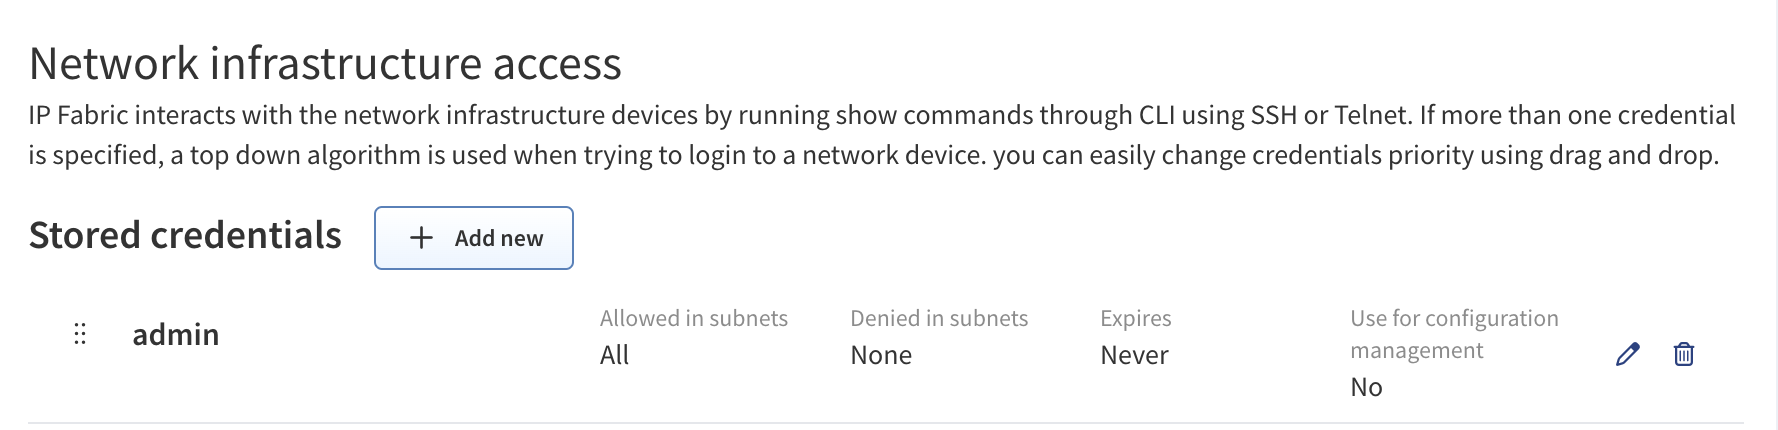 Network infrastructure access
IP Fabric interacts with the network infrastructure devices by running show commands through CLI using SSH or Telnet. If more than one credential
is specified, a top down algorithm is used when trying to login to a network device. you can easily change credentials priority using drag and drop.
Stored credentials
Add new
admin
Allowed in subnets
All
Denied in subnets
None
Expires
Never
Use for configuration
management
No